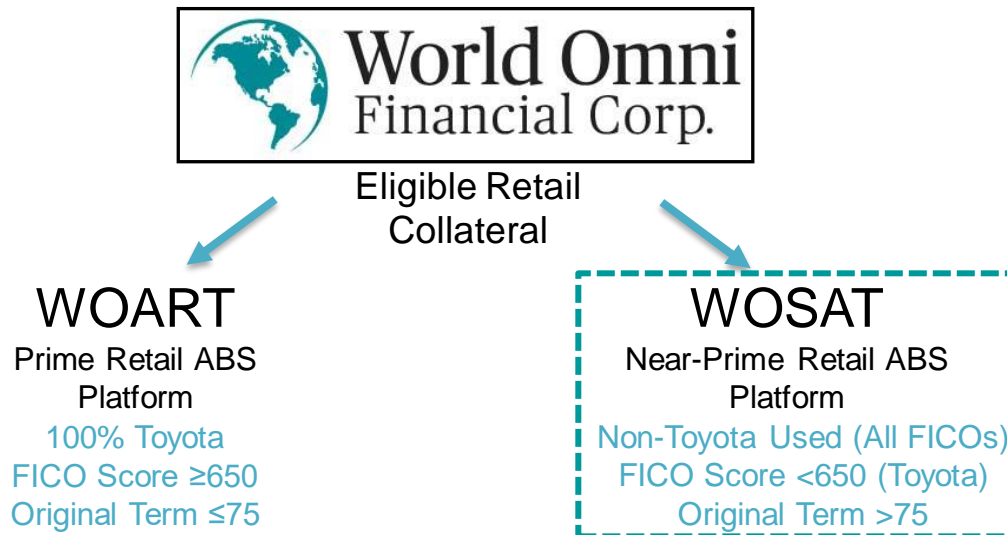 World Omni
Financial Corp.
Eligible Retail
Collateral
WOART
Prime Retail ABS
Platform
100% Toyota
FICO Score ≥650
Original Term ≤75
WOSAT
Near-Prime Retail ABS
Platform
Non-Toyota Used (All FICOs)
FICO Score <650 (Toyota)
Original Term >75